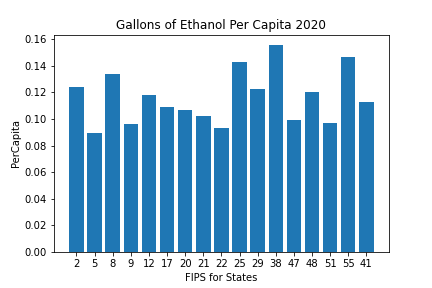 Gallons of Ethanol Per Capita 2020
0.16
0.14
0.12
0.10
0.08
0.06
0.04
0.02
0.00
PerCapita
2 5 8 9 12 17 20 21 22 25 29 38 47 48 51 55 41
FIPS for States